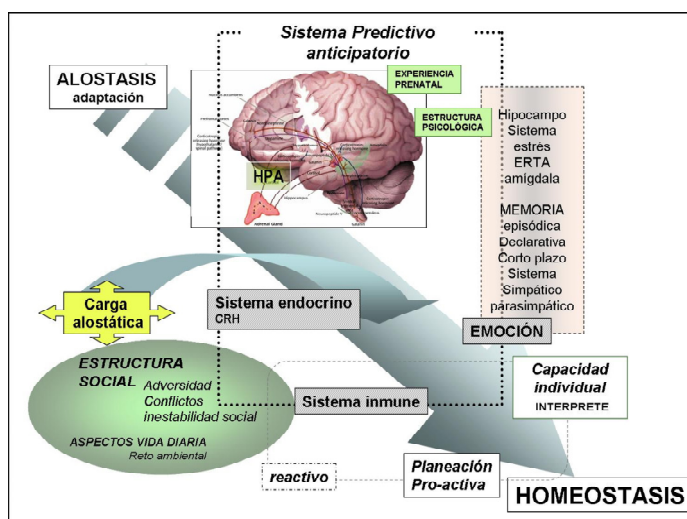 Sistema Predictivo
anticipatorio
ALOSTASIS
adaptación
EXPERIENCIA
PRENATAL
ESTRUCTURA
PSICOLÓGICA
HPA
Hipocampo
Sistema
estrés
ERTA
amígdala
MEMORIA
episódica
Declarativa
Corto plazo
Sistema
Simpático
parasimpático
Carga
alostática
Sistema endocrino
CRH
EMOCIÓN
ESTRUCTURA
SOCIAL
Adversidad
Conflictos
inestabilidad social
ASPECTOS VIDA DIARIA
Reto ambiental
Sistema inmune
Capacidad
individual
INTERPRETE
reactivo
Planeación
Pro-activa
HOMEOSTASIS